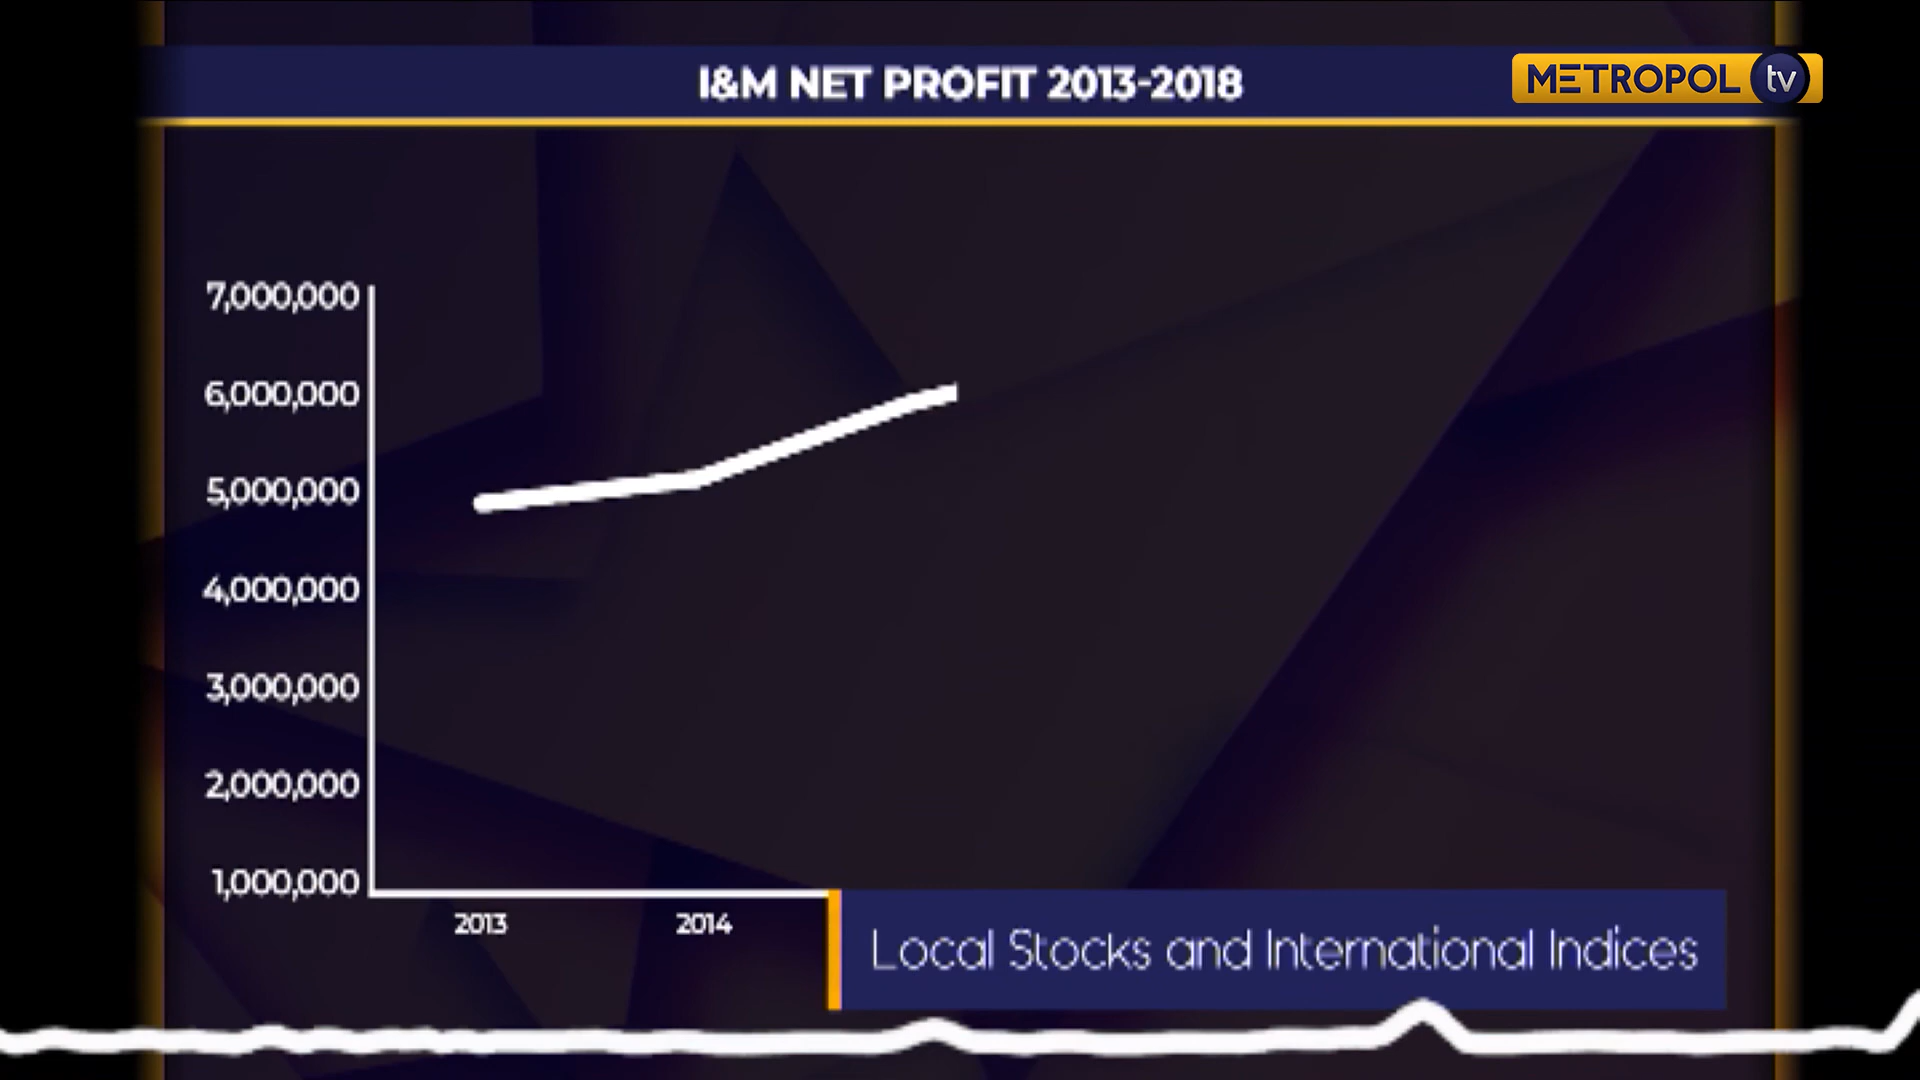 I&M NET PROFIT 2013-2018
METROPOL tv
7,000,000
6,000,000
5,000,000
4,000,000
3,000,000
2,000,000
1,000,000
2013 2014
Local Stocks and International Indices